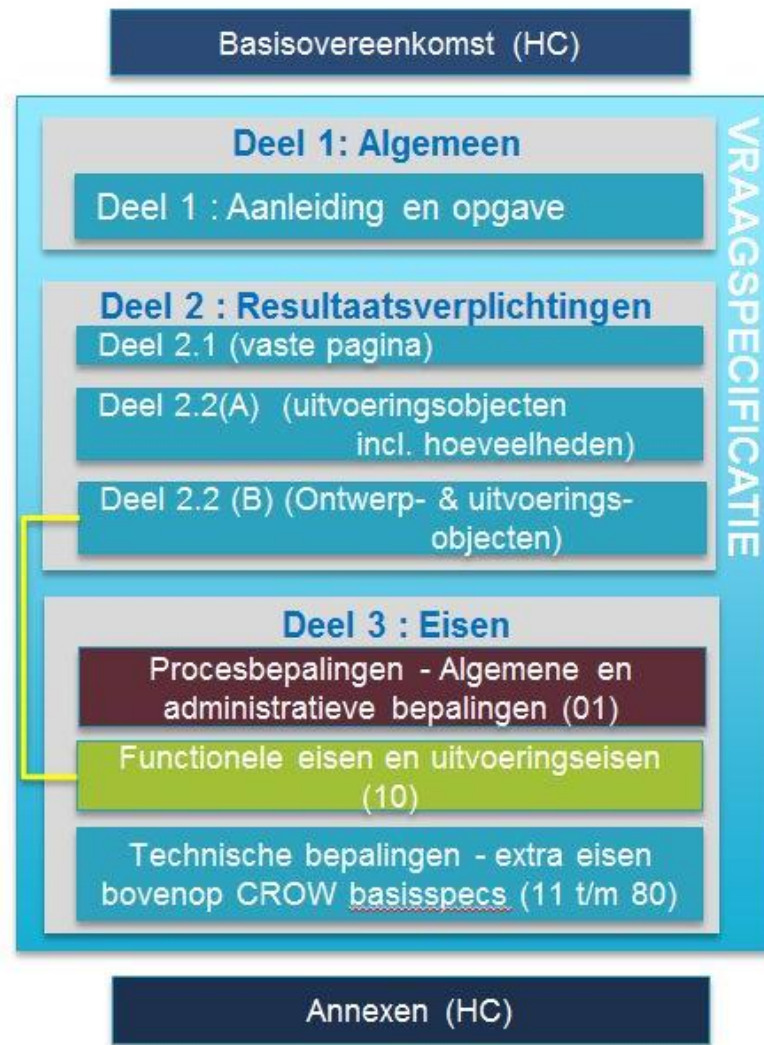 Basisovereenkomst (HC)
VRAAGSPECIFICATIE
Deel 1: Algemeen
Deel 1 : Aanleiding en opgave
Deel 2 : Resultaatsverplichtingen
Deel 2.1 (vaste pagina)
Deel 2.2(A) (uitvoeringsobjecten
incl. hoeveelheden)
Deel 2.2 (B) (Ontwerp- & uitvoerings-
objecten)
Deel 3 : Eisen
Procesbepalingen - Algemene en
administratieve bepalingen (01)
Functionele eisen en uitvoeringseisen
(10)
Technische bepalingen - extra eisen
bovenop CROW basisspecs (11 t/m 80)
Annexen (HC)